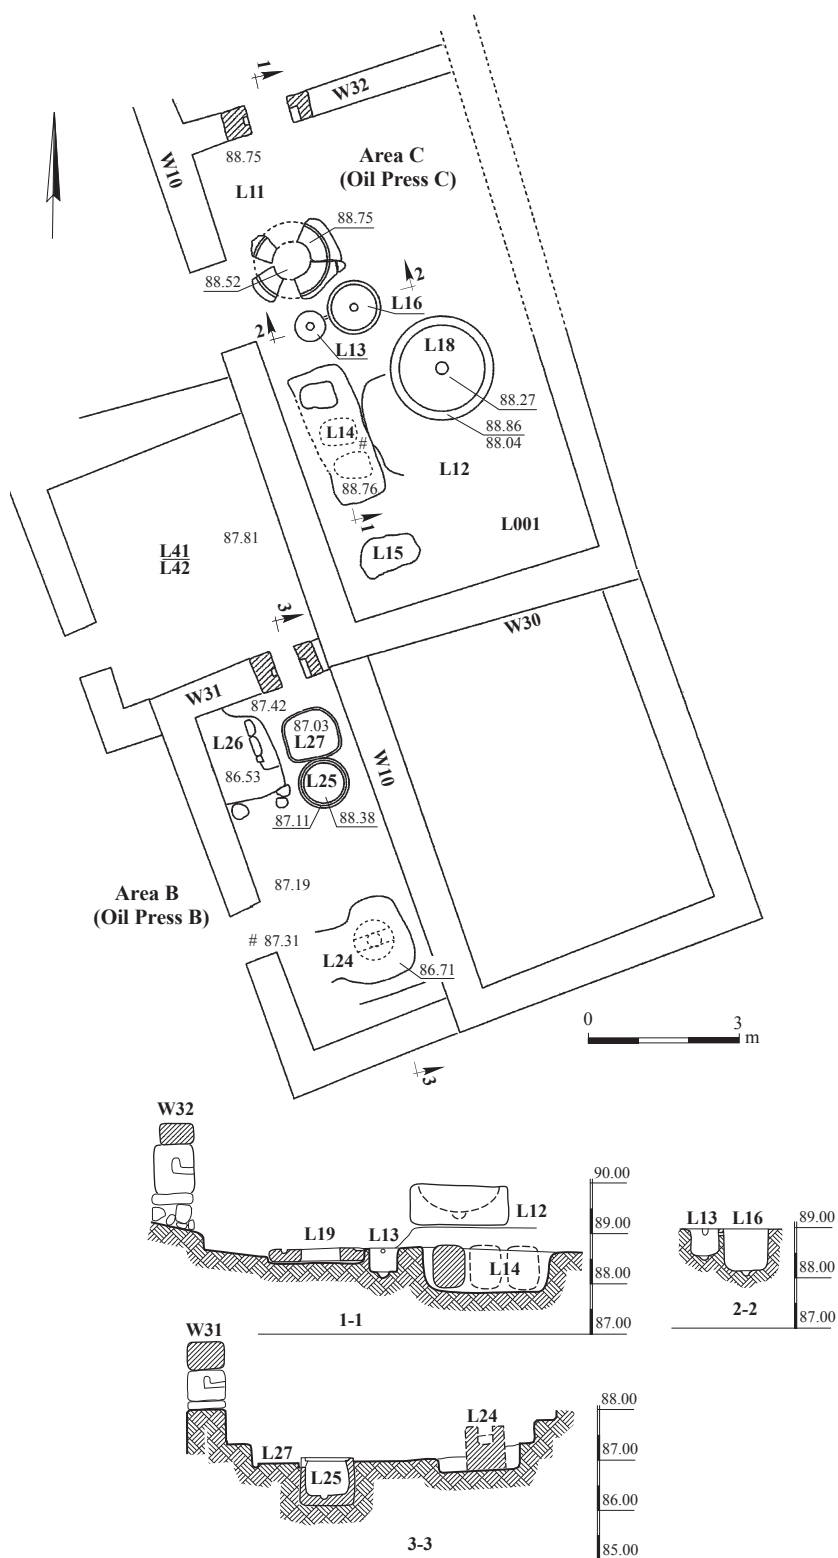 1
W32
W10
88.75
Area C
(Oil Press C)
L11
88.75
88.52
2
L16
2
L13
L18
88.27
88.86
88.04
L14
#
88.76
L12
1
L15
L001
L41
L42
87.81
3
W30
W31
87.42
L26
87.03
L27
86.53
L25
W10
87.11
88.38
Area B
(Oil Press B)
87.19
# 87.31
L24
86.71
0
3
m
3
W32
L19
L13
L12
L14
90.00
89.00
88.00
87.00
1-1
L13
L16
89.00
88.00
87.00
2-2
W31
L27
L25
L24
88.00
87.00
86.00
85.00
3-3